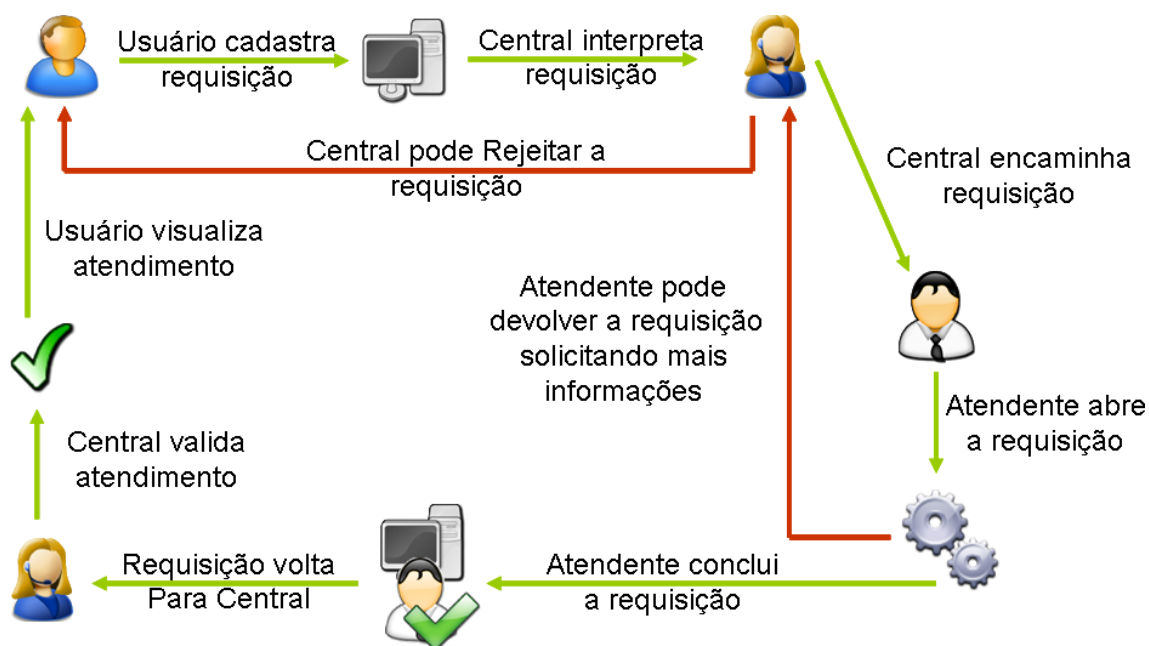 Usuário cadastra
requisição
Central interpreta
requisição
Central pode Rejeitar a
requisição
Central encaminha
requisição
Usuário visualiza
atendimento
Atendente pode
devolver a requisição
solicitando mais
informações
Atendente abre
a requisição
Central valida
atendimento
Requisição volta
Para Central
Atendente conclui
a requisição